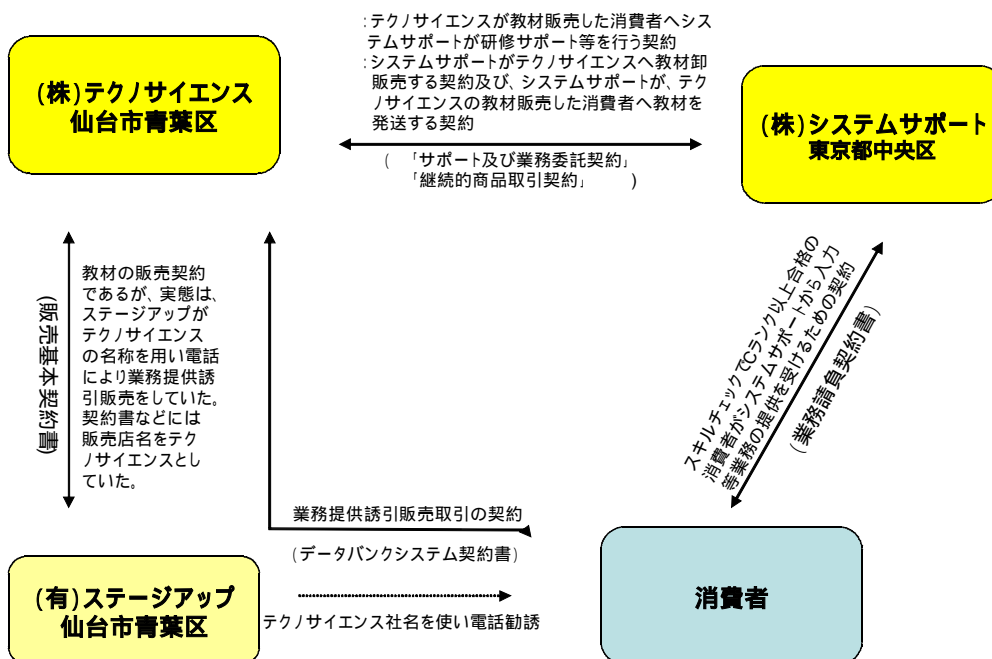 :テクノサイエンスが教材販売した消費者へシス
テムサポートが研修サポート等を行う契約
:システムサポートがテクノサイエンスへ教材卸
販売する契約及び、システムサポートが、テク
ノサイエンスの教材販売した消費者へ教材を
発送する契約
(株)テクノサイエンス
仙台市青葉区
(株)システムサポート
東京都中央区
( 「サポート及び業務委託契約」
「継続的商品取引契約」 )
(販売基本契約書)
教材の販売契約
であるが、実態は、
ステージアップが
テクノサイエンス
の名称を用い電話
により業務提供誘
引販売をしていた。
契約書などには
販売店名をテク
ノサイエンスとし
ていた。
スキルチェックでCランク以上合格の
消費者がシステムサポートから入力
等業務の提供を受けるための契約
(業務請負契約書)
業務提供誘引販売取引の契約
(データバンクシステム契約書)
(有)ステージアップ
仙台市青葉区
テクノサイエンス社名を使い電話勧誘
消費者